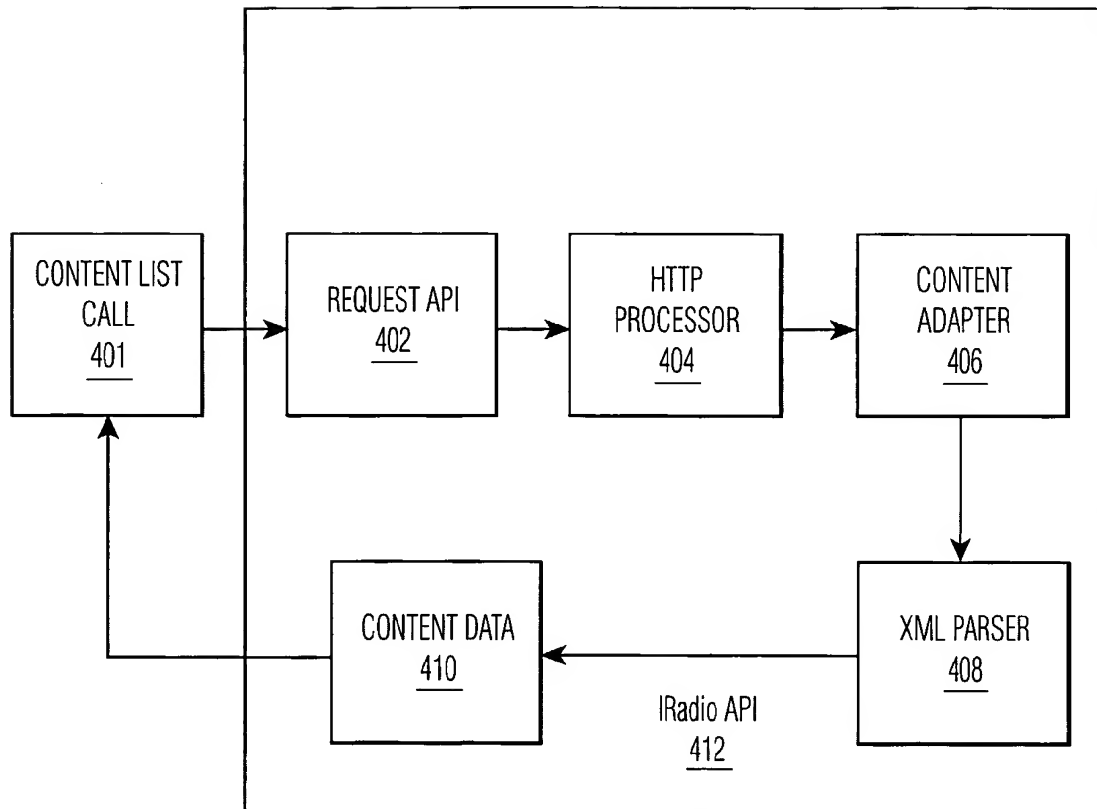 CONTENT LIST
CALL
401
REQUEST API
402
HTTP
PROCESSOR
404
CONTENT
ADAPTER
406
CONTENT DATA
410
XML PARSER
408
IRadio API
412